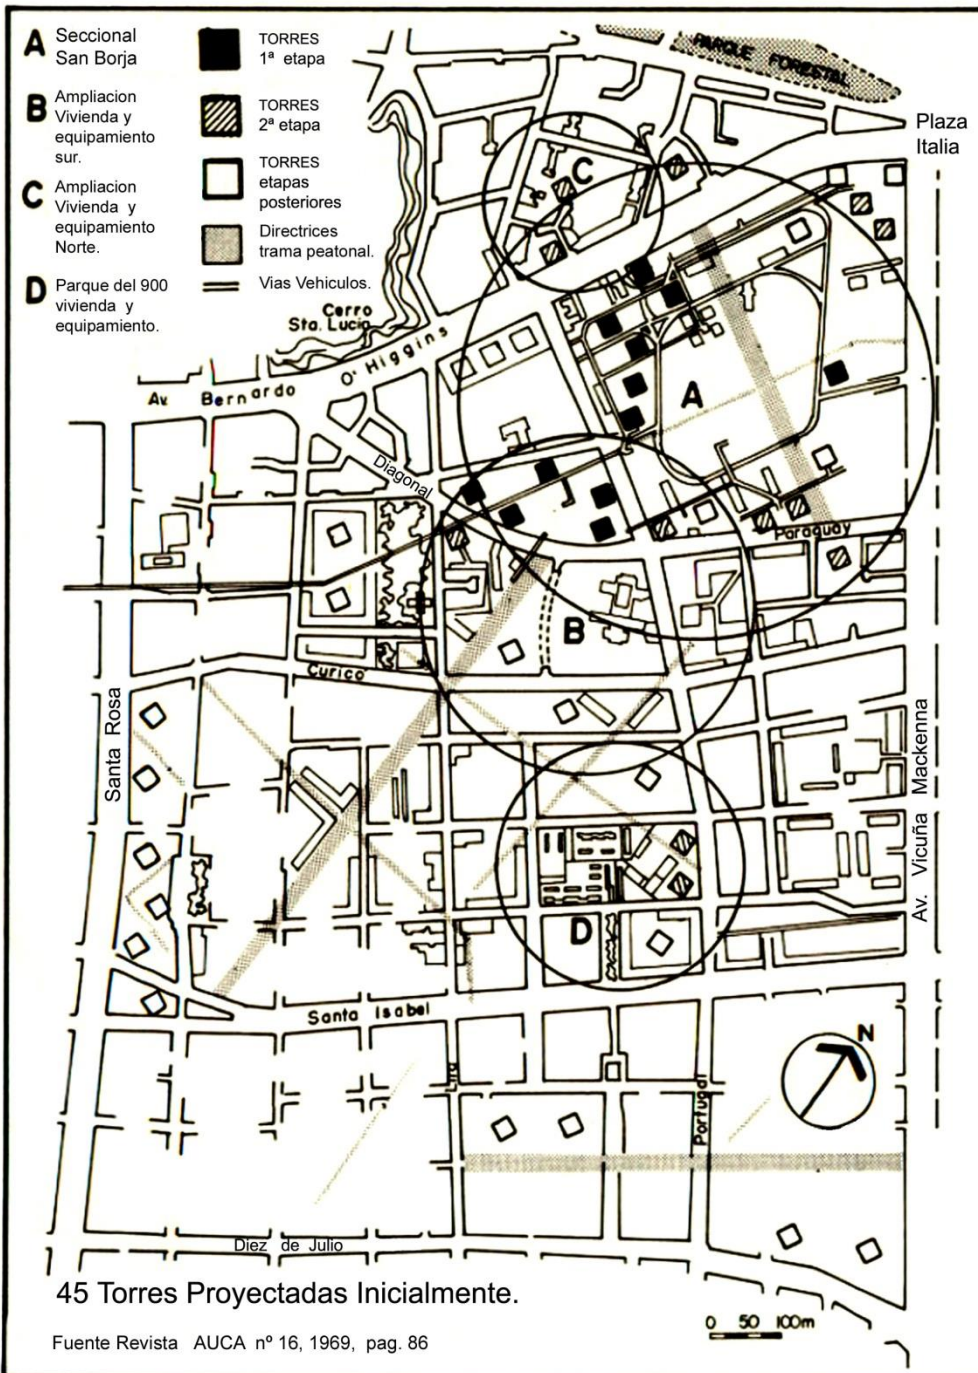 A Seccional
San Borja
B Ampliacion
Vivienda y
equipamiento
sur.
C Ampliacion
Vivienda y
equipamiento
Norte.
D Parque del 900
vivienda y
equipamiento.
TORRES
1ª etapa
TORRES
2ª etapa
TORRES
etapas
posteriores
Directrices
trama peatonal.
Vias Vehiculos.
PARQUE FORESTAL
Plaza
Italia
C
Cerro
Sta. Lucia
Av. Bernardo O'Higgins
A
Diagonal
Paraguay
B
Curico
Santa Rosa
Av. Vicuña Mackenna
D
Santa Isabel
N
Lira
Portugal
Diez de Julio
45 Torres Proyectadas Inicialmente.
0 50 100m
Fuente Revista AUCA nº 16, 1969, pag. 86